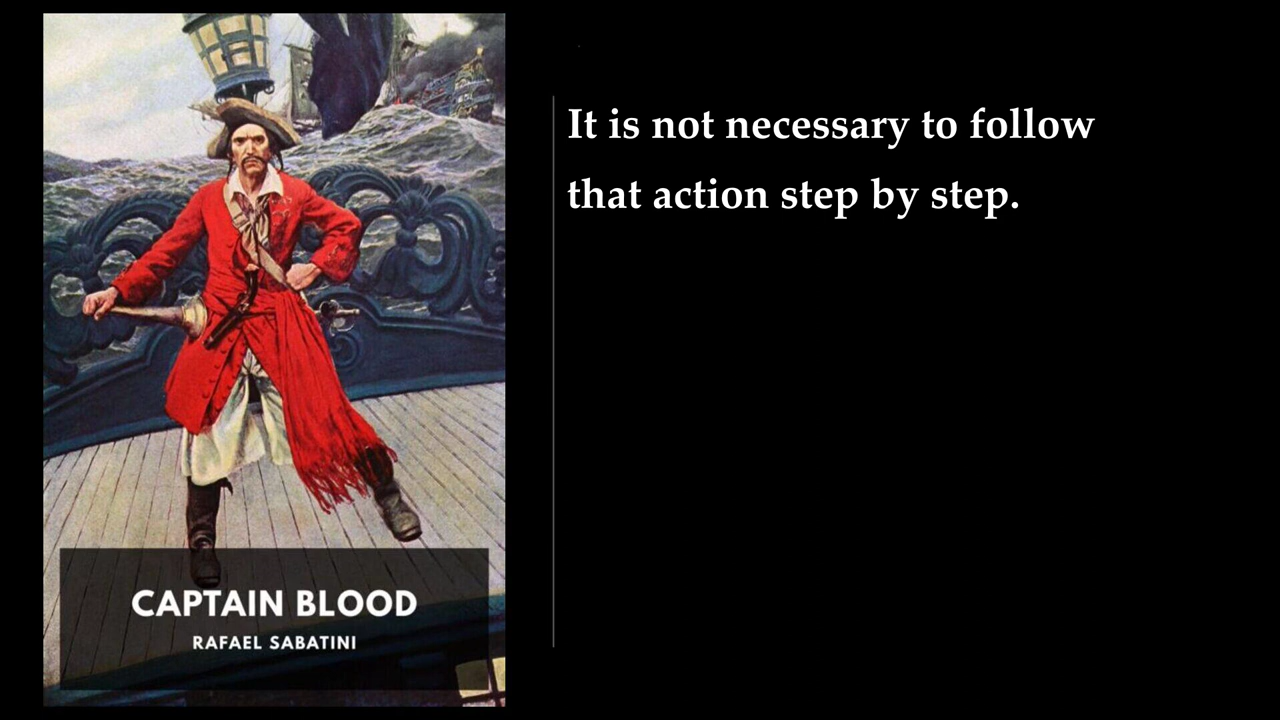 It is not necessary to follow
that action step by step.
CAPTAIN BLOOD
RAFAEL SABATINI